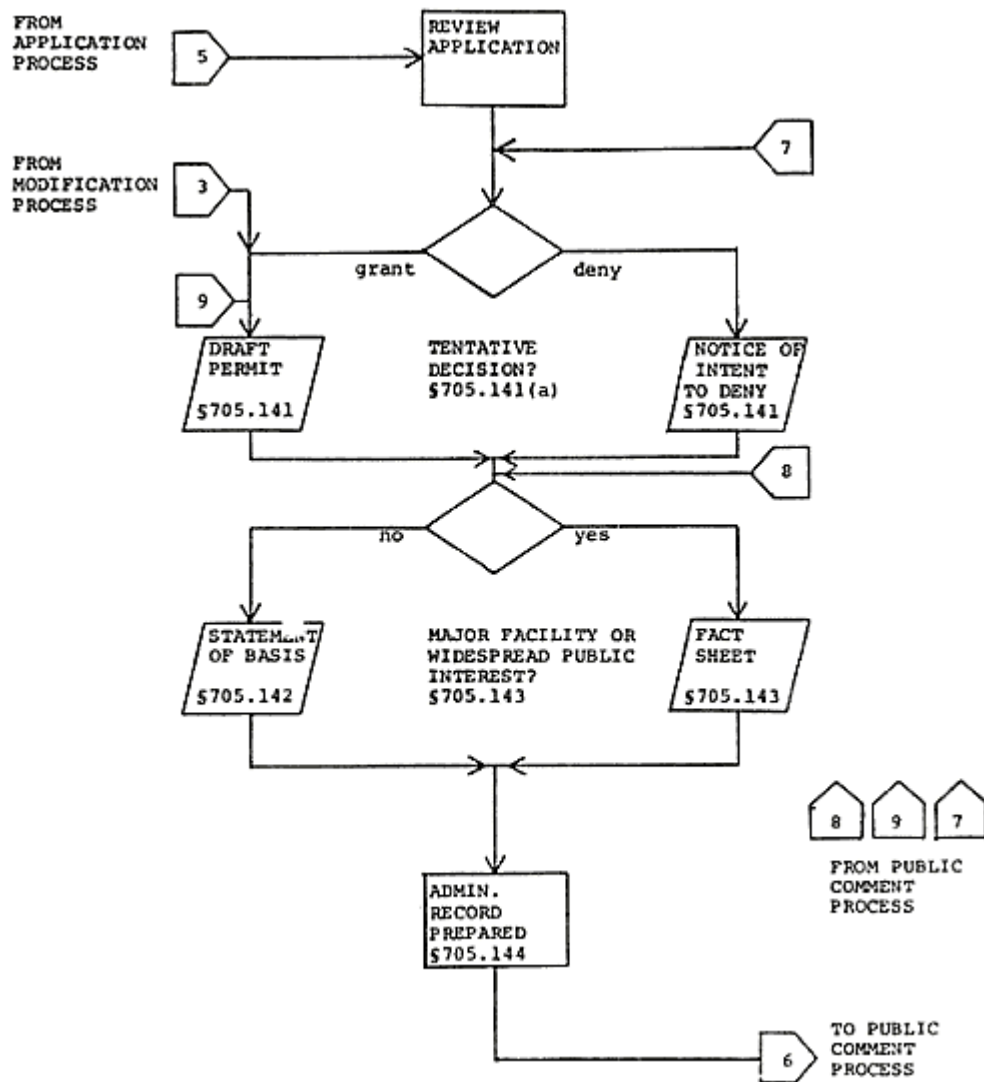 FROM
APPLICATION
PROCESS
5
REVIEW
APPLICATION
7
FROM
MODIFICATION
PROCESS
3
grant
deny
9
DRAFT
PERMIT
§705.141
TENTATIVE
DECISION?
§705.141(a)
NOTICE OF
INTENT
TO DENY
§705.141
8
no
yes
STATEMENT
OF BASIS
§705.142
MAJOR FACILITY OR
WIDESPREAD PUBLIC
INTEREST?
§705.143
FACT
SHEET
§705.143
8
9
7
FROM PUBLIC
COMMENT
PROCESS
ADMIN.
RECORD
PREPARED
§705.144
6
TO PUBLIC
COMMENT
PROCESS